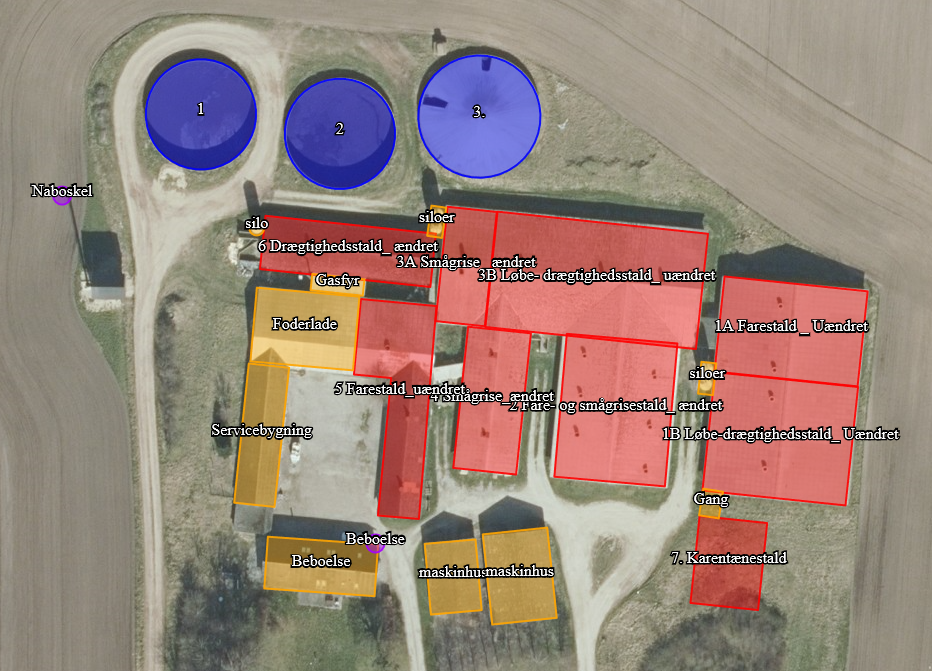 1
2
3.
Naboskel
silo
siloer
6 Drægtighedsstald_ ændret
3A Smågrise_ ændret
3B Løbe- drægtighedsstald_ uændret
Gasfyr
Foderlade
1A Farestald _ Uændret
siloer
5 Farestald_uændret
4 Smågrise_ændret
2 Fare- og smågrisestald_ ændret
Servicebygning
1B Løbe-drægtighedsstald_ Uændret
Gang
Beboelse
Beboelse
maskinhus
maskinhus
7. Karentænestald